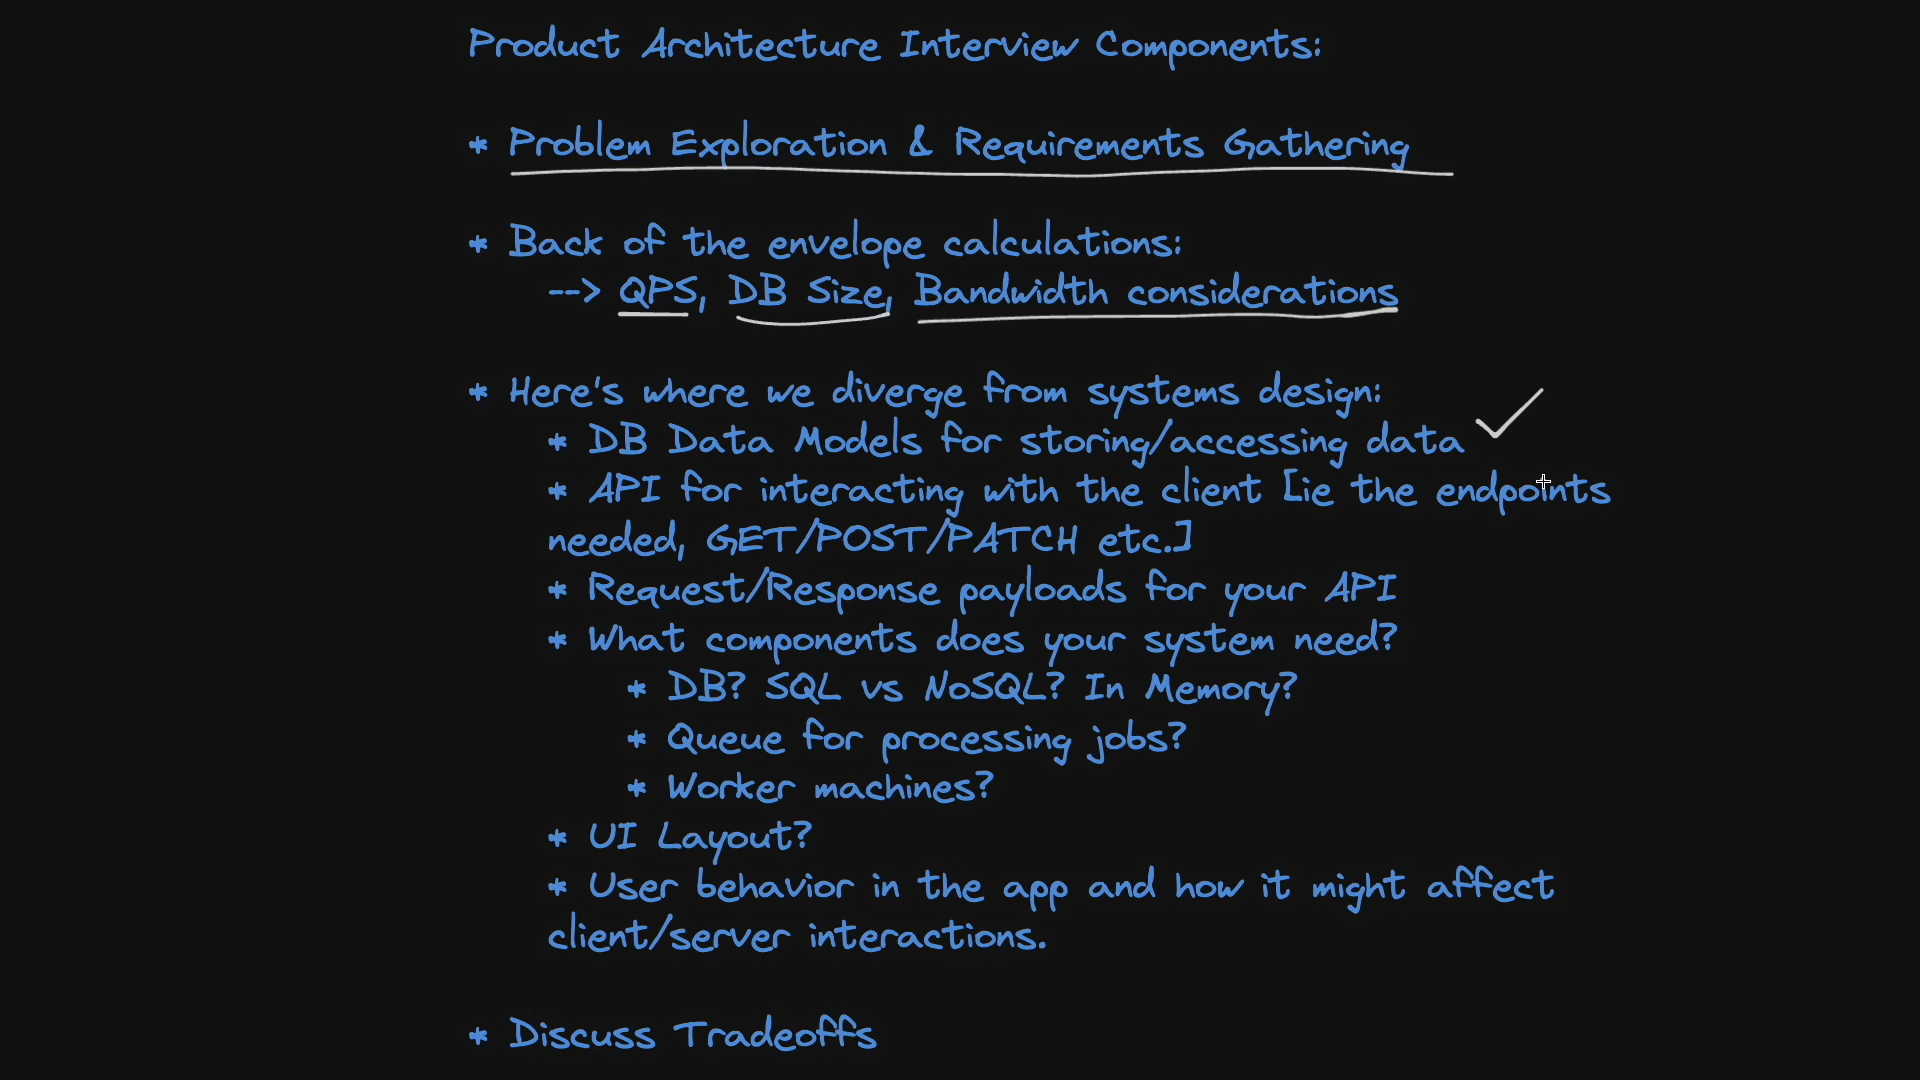 Product Architecture Interview Components:
* Problem Exploration & Requirements Gathering
* Back of the envelope calculations:
--> QPS, DB Size, Bandwidth considerations
* Here's where we diverge from systems design:
* DB Data Models for storing/accessing data
* API for interacting with the client [ie the endpoints
needed, GET/POST/PATCH etc.]
* Request/Response payloads for your API
* What components does your system need?
* DB? SQL vs NoSQL? In Memory?
* Queue for processing jobs?
* Worker machines?
* UI Layout?
* User behavior in the app and how it might affect
client/server interactions.
* Discuss Tradeoffs